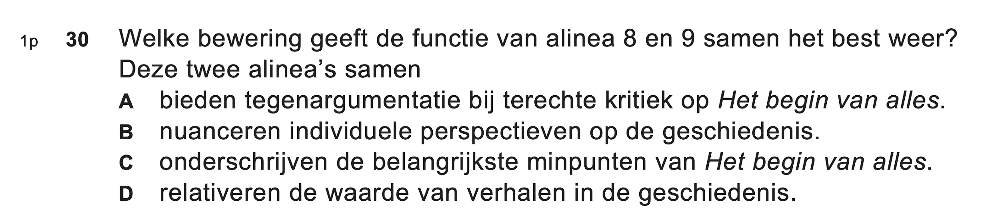 1p 30 Welke bewering geeft de functie van alinea 8 en 9 samen het best weer?
Deze twee alinea’s samen
A bieden tegenargumentatie bij terechte kritiek op Het begin van alles.
B nuanceren individuele perspectieven op de geschiedenis.
C onderschrijven de belangrijkste minpunten van Het begin van alles.
D relativeren de waarde van verhalen in de geschiedenis.